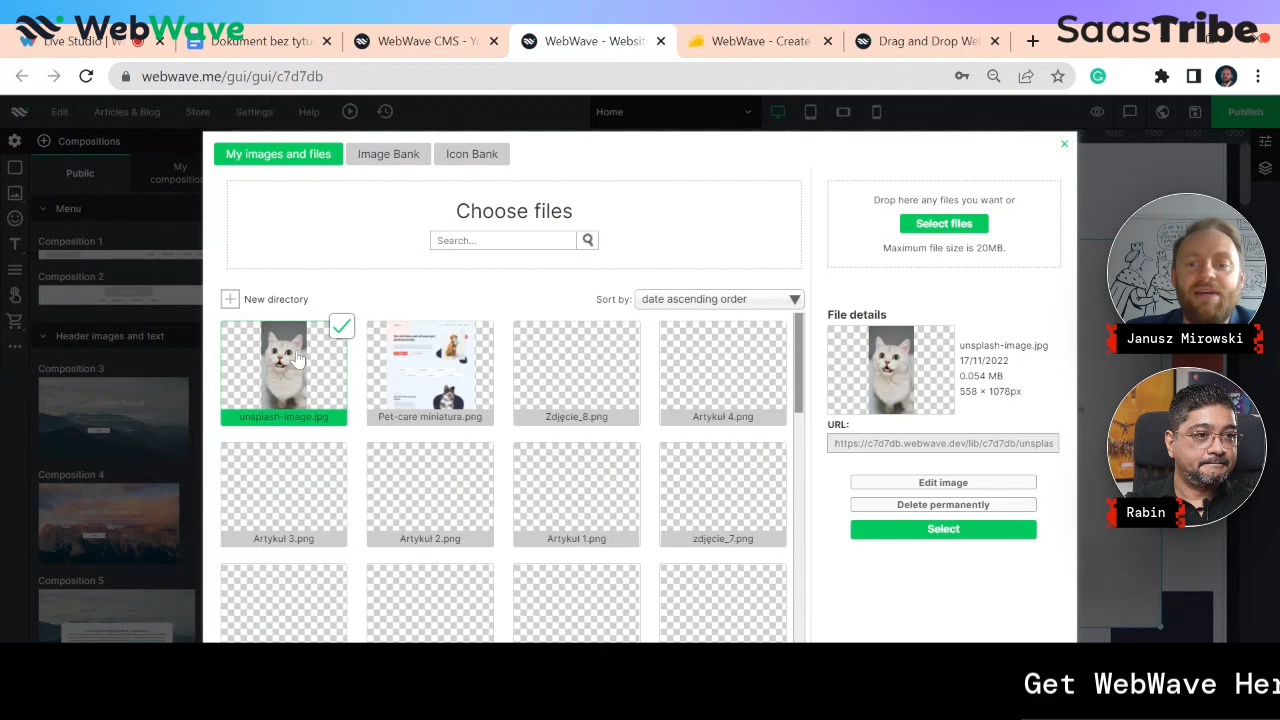 WebWave
SaasTribe
Live Studio | W
Dokument bez tytu
WebWave CMS - Yo
WebWave - Websit
WebWave - Create
Drag and Drop Wel
webwave.me/gui/gui/c7d7db
Edit
Articles & Blog
Store
Settings
Help
Home
Publish
Compositions
Public
My compositio
Menu
Composition 1
Composition 2
Header images and text
Composition 3
Composition 4
Composition 5
My images and files
Image Bank
Icon Bank
Choose files
Search...
New directory
Sort by:
date ascending order
unsplash-image.jpg
Pet-care miniatura.png
Zdjęcie_8.png
Artykuł 4.png
Artykuł 3.png
Artykuł 2.png
Artykuł 1.png
zdjęcie_7.png
Drop here any files you want or
Select files
Maximum file size is 20MB.
File details
unsplash-image.jpg
17/11/2022
0.054 MB
558 × 1078px
URL:
https://c7d7db.webwave.dev/lib/c7d7db/unsplas
Edit image
Delete permanently
Select
1050
1100
1150
1200
Janusz Mirowski
Rabin
Get WebWave Her